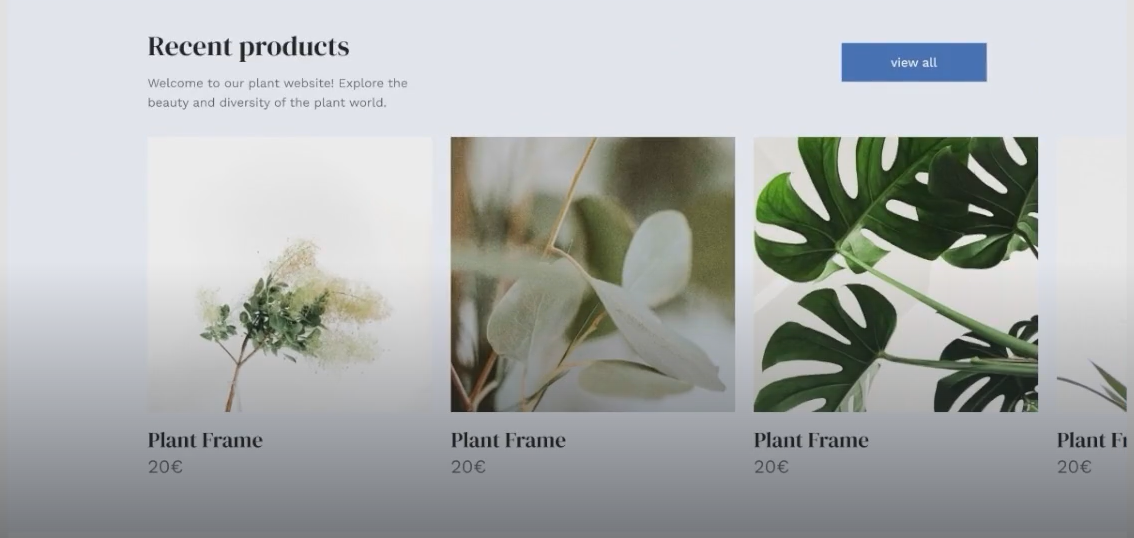 Recent products
view all
Welcome to our plant website! Explore the
beauty and diversity of the plant world.
Plant Frame
20€
Plant Frame
20€
Plant Frame
20€
Plant Fr
20€